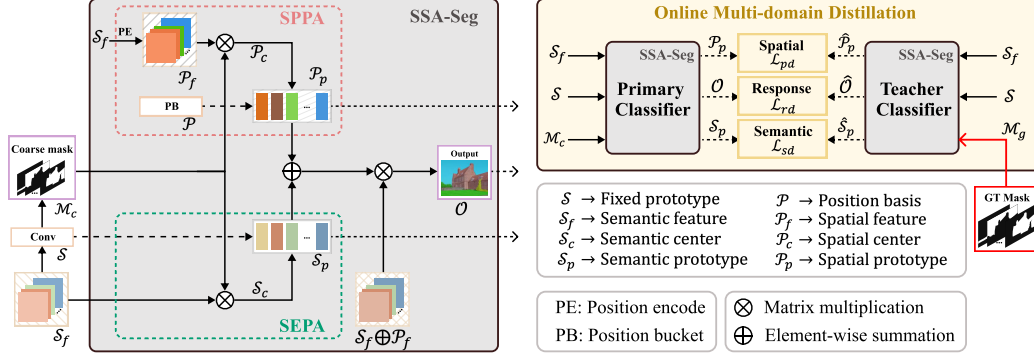 SPPA
SSA-Seg
𝒮_f
PE
𝒫_f
𝒫_c
𝒫_p
PB
𝒫
Coarse mask
ℳ_c
Conv
𝒮
𝒮_f
𝒮_c
𝒮_p
SEPA
𝒮_f⊕𝒫_f
Output
𝒪
Online Multi-domain Distillation
SSA-Seg
Primary
Classifier
𝒮_f
𝒮
ℳ_c
𝒫_p
𝒪
𝒮_p
Spatial
ℒ_pd
Response
ℒ_rd
Semantic
ℒ_sd
𝒫̂_p
𝒪̂
𝒮̂_p
SSA-Seg
Teacher
Classifier
𝒮_f
𝒮
ℳ_g
GT Mask
𝒮 → Fixed prototype
𝒮_f → Semantic feature
𝒮_c → Semantic center
𝒮_p → Semantic prototype
𝒫 → Position basis
𝒫_f → Spatial feature
𝒫_c → Spatial center
𝒫_p → Spatial prototype
PE: Position encode
PB: Position bucket
⊗ Matrix multiplication
⊕ Element-wise summation